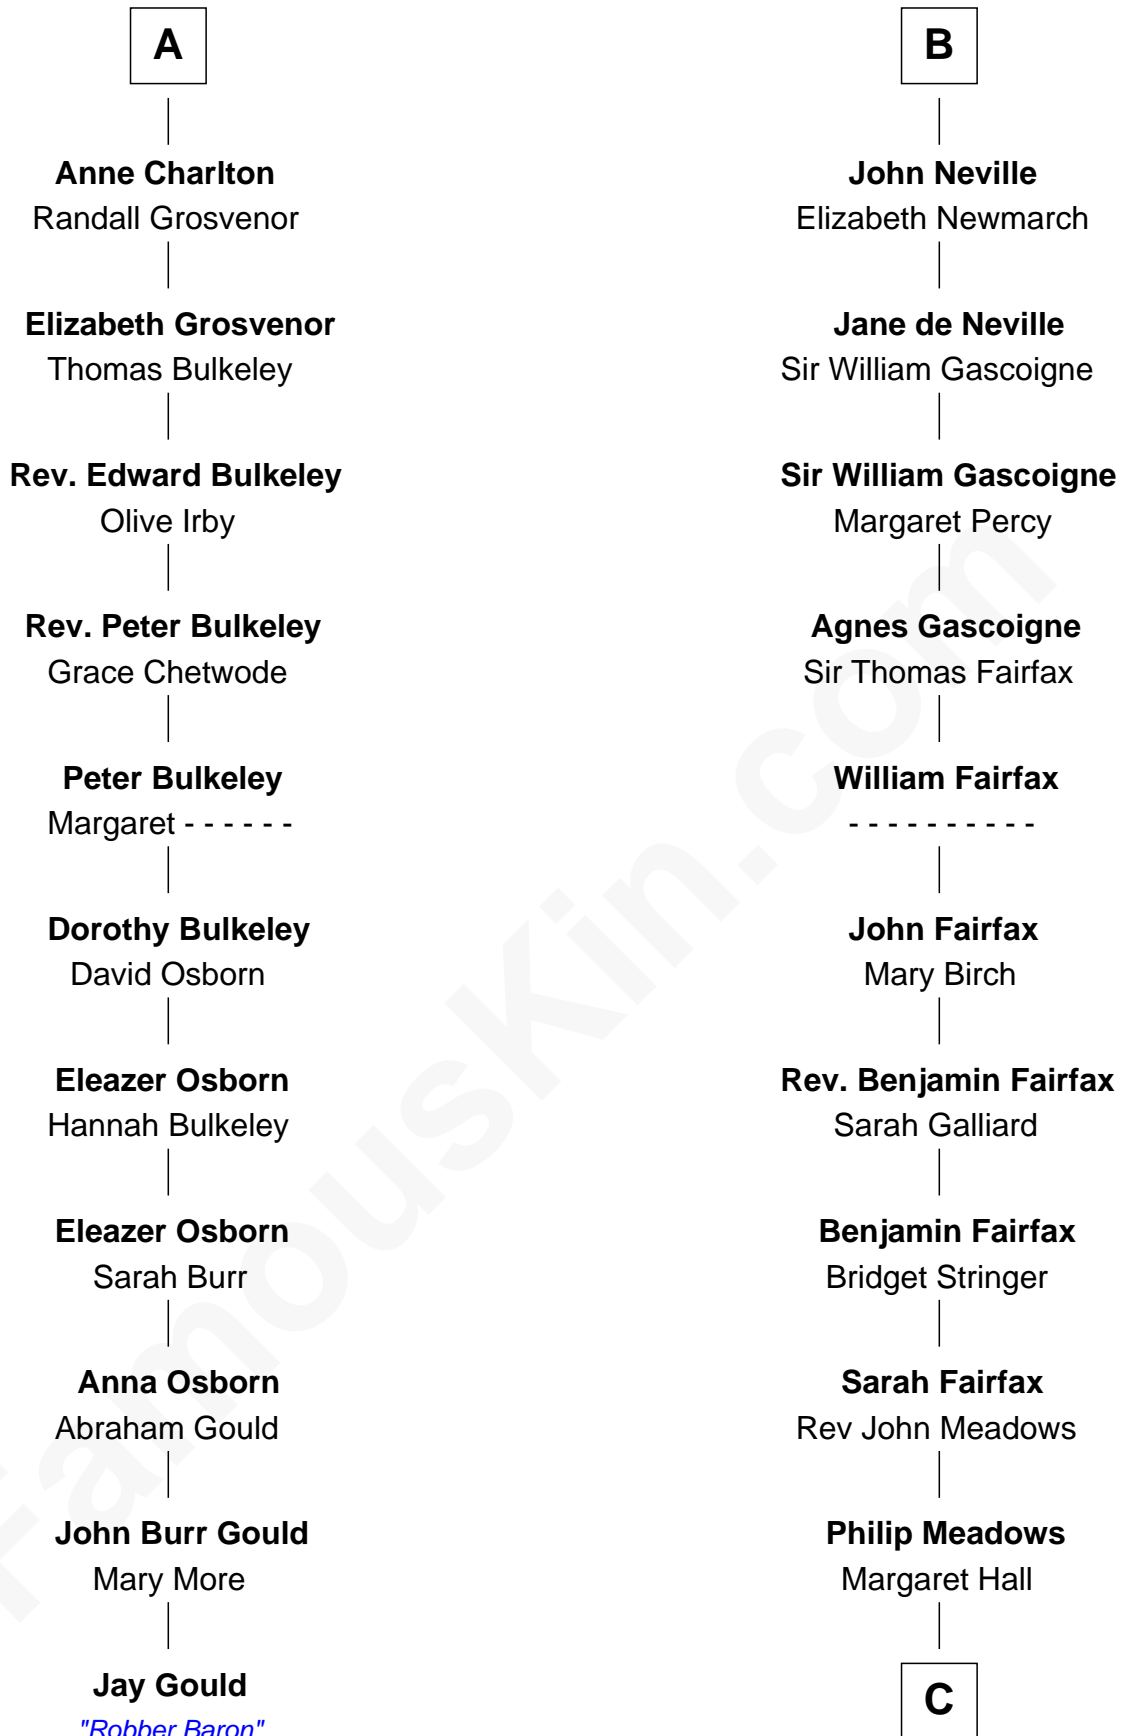 A
Anne Charlton
Randall Grosvenor
Elizabeth Grosvenor
Thomas Bulkeley
Rev. Edward Bulkeley
Olive Irby
Rev. Peter Bulkeley
Grace Chetwode
Peter Bulkeley
Margaret - - - - - -
Dorothy Bulkeley
David Osborn
Eleazer Osborn
Hannah Bulkeley
Eleazer Osborn
Sarah Burr
Anna Osborn
Abraham Gould
John Burr Gould
Mary More
Jay Gould
"Robber Baron"
B
John Neville
Elizabeth Newmarch
Jane de Neville
Sir William Gascoigne
Sir William Gascoigne
Margaret Percy
Agnes Gascoigne
Sir Thomas Fairfax
William Fairfax
- - - - - - - - - -
John Fairfax
Mary Birch
Rev. Benjamin Fairfax
Sarah Galliard
Benjamin Fairfax
Bridget Stringer
Sarah Fairfax
Rev John Meadows
Philip Meadows
Margaret Hall
C
FamousKin.com